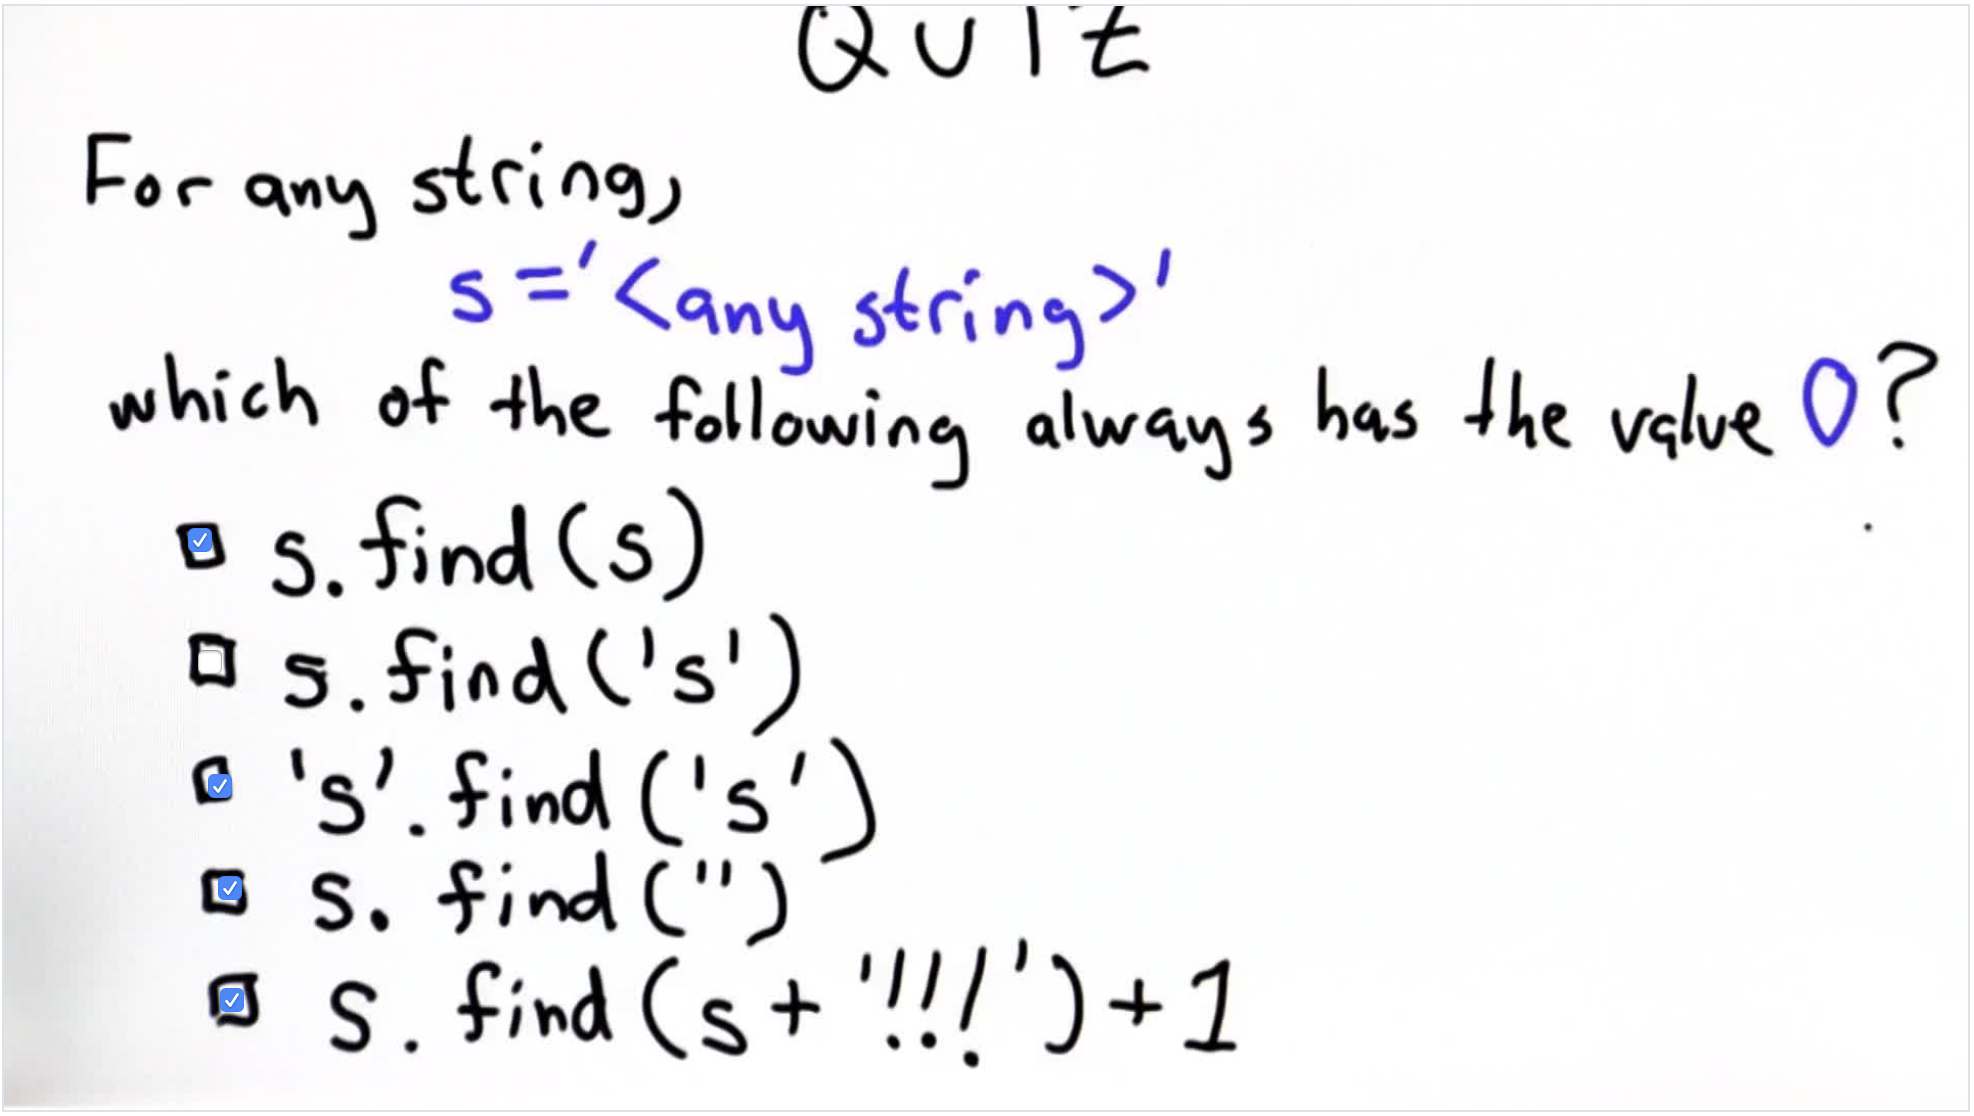 QUIZ
For any string,
s = '<any string>'
which of the following always has the value 0?
s.find(s)
s.find('s')
's'.find('s')
s.find('')
s.find(s + '!!!') + 1